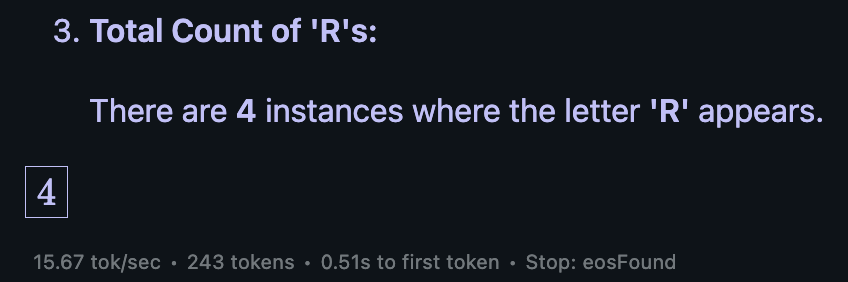 3. Total Count of 'R's:
There are 4 instances where the letter 'R' appears.
4
15.67 tok/sec • 243 tokens • 0.51s to first token • Stop: eosFound